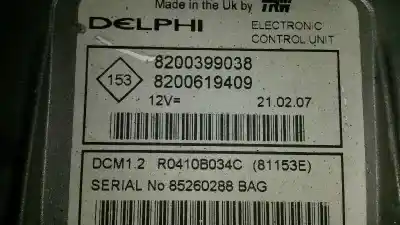 Made in the Uk by TRW
DELPHI
ELECTRONIC
CONTROL UNIT
153
8200399038
8200619409
12V=
21.02.07
DCM1.2 R0410B034C (81153E)
SERIAL No 85260288 BAG